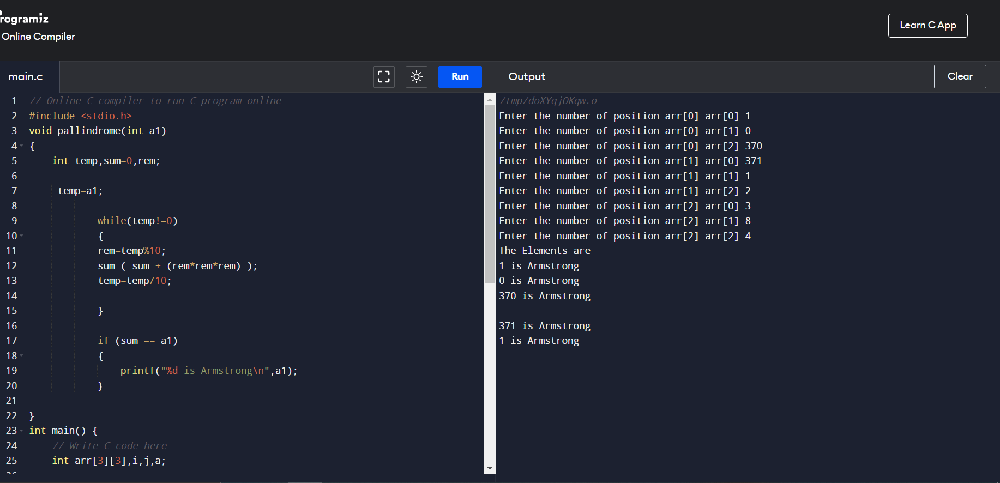 rogramiz
Online Compiler
Learn C App
main.c
Run
Output
Clear
1 // Online C compiler to run C program online
2 #include <stdio.h>
3 void pallindrome(int a1)
4 {
5 int temp,sum=0,rem;
6
7 temp=a1;
8
9 while(temp!=0)
10 {
11 rem=temp%10;
12 sum=( sum + (rem*rem*rem) );
13 temp=temp/10;
14
15 }
16
17 if (sum == a1)
18 {
19 printf("%d is Armstrong\n",a1);
20 }
21
22 }
23 int main() {
24 // Write C code here
25 int arr[3][3],i,j,a;
/tmp/doXYqjOKqw.o
Enter the number of position arr[0] arr[0] 1
Enter the number of position arr[0] arr[1] 0
Enter the number of position arr[0] arr[2] 370
Enter the number of position arr[1] arr[0] 371
Enter the number of position arr[1] arr[1] 1
Enter the number of position arr[1] arr[2] 2
Enter the number of position arr[2] arr[0] 3
Enter the number of position arr[2] arr[1] 8
Enter the number of position arr[2] arr[2] 4
The Elements are
1 is Armstrong
0 is Armstrong
370 is Armstrong
371 is Armstrong
1 is Armstrong